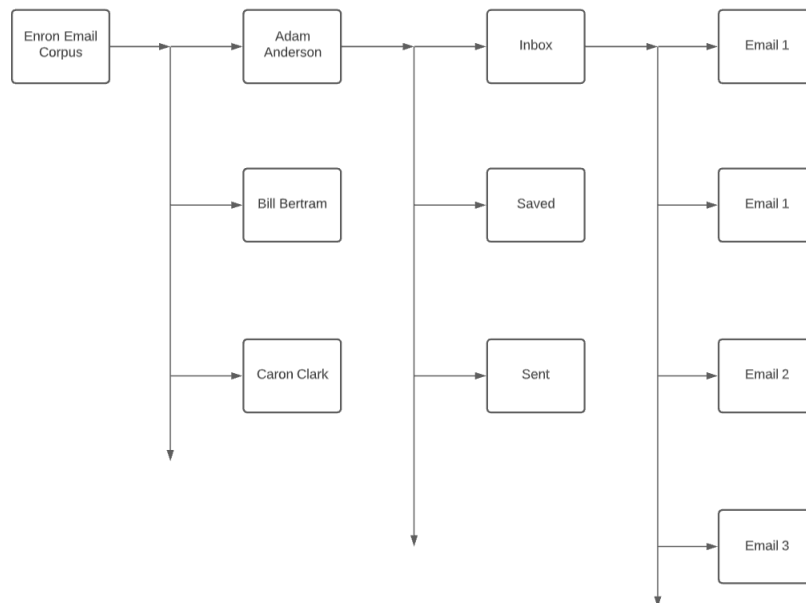 Enron Email
Corpus
Adam
Anderson
Inbox
Email 1
Bill Bertram
Saved
Email 1
Caron Clark
Sent
Email 2
Email 3